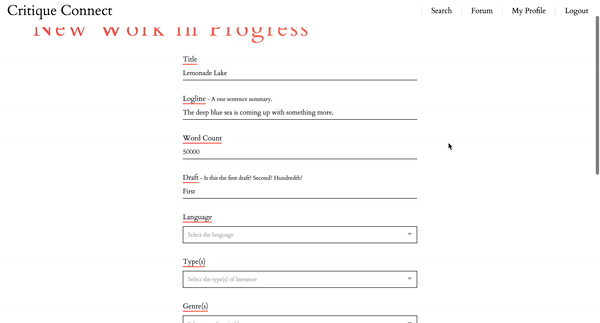 Critique Connect
Search
Forum
My Profile
Logout
New Work in Progress
Title
Lemonade Lake
Logline - A one sentence summary.
The deep blue sea is coming up with something more.
Word Count
50000
Draft - Is this the first draft? Second? Hundredth?
First
Language
Select the language
Type(s)
Select the type(s) of literature
Genre(s)